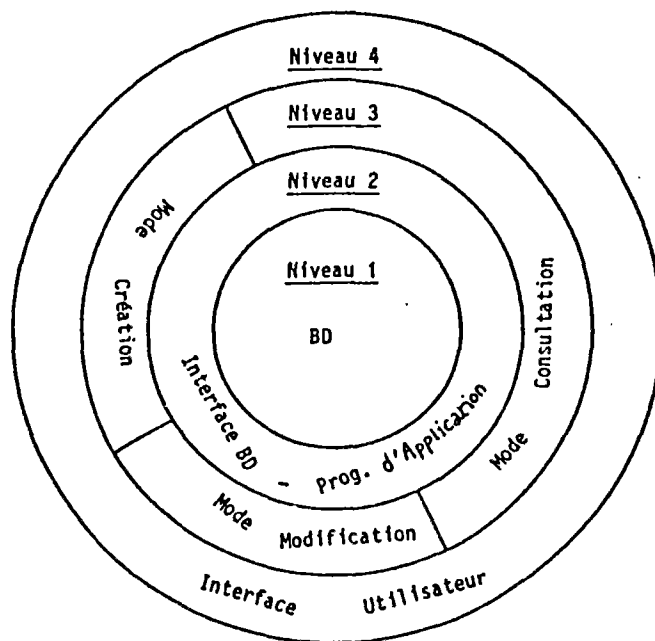 Niveau 4
Niveau 3
Niveau 2
Niveau 1
BD
Mode Création
Mode Consultation
Interface BD - Prog. d'Application
Mode Modification
Interface Utilisateur